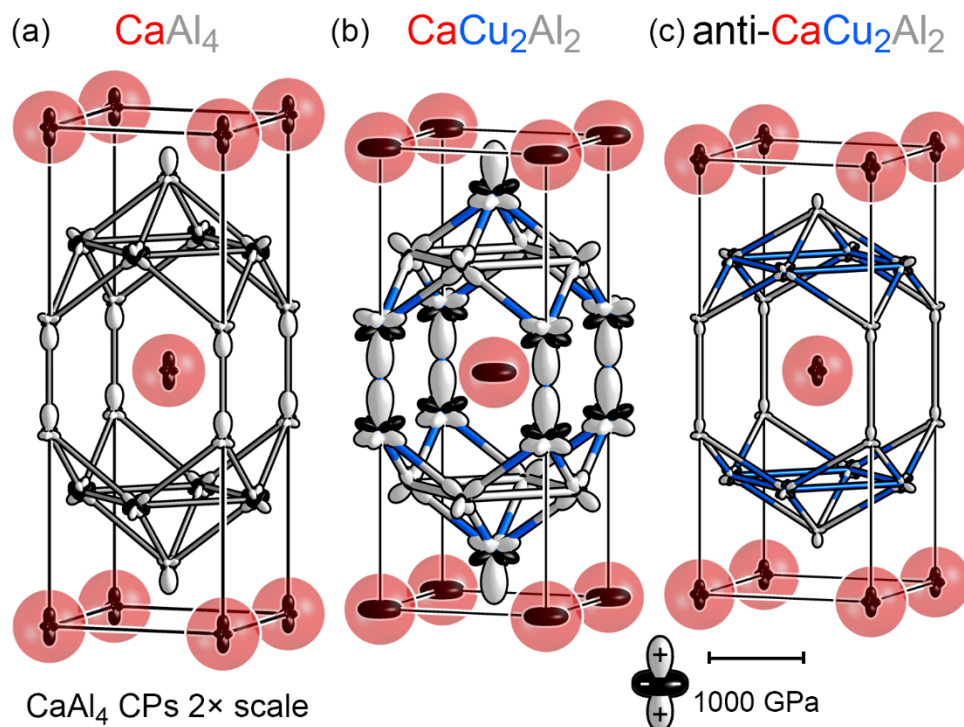 (a) CaAl₄
(b) CaCu₂Al₂
(c) anti-CaCu₂Al₂
CaAl₄ CPs 2× scale
+
+
1000 GPa